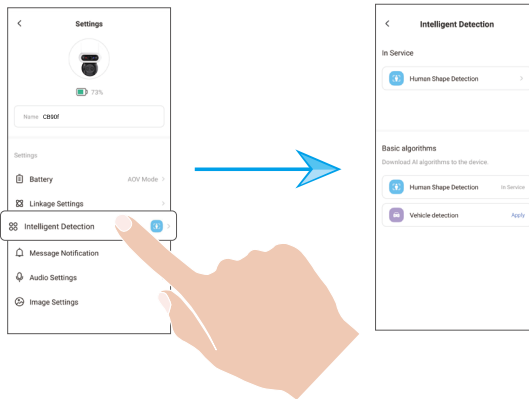 Settings
73%
Name CB90f
Settings
Battery AOV Mode
Linkage Settings
Intelligent Detection
Message Notification
Audio Settings
Image Settings
Intelligent Detection
In Service
Human Shape Detection
Basic algorithms
Download AI algorithms to the device
Human Shape Detection In Service
Vehicle detection Apply